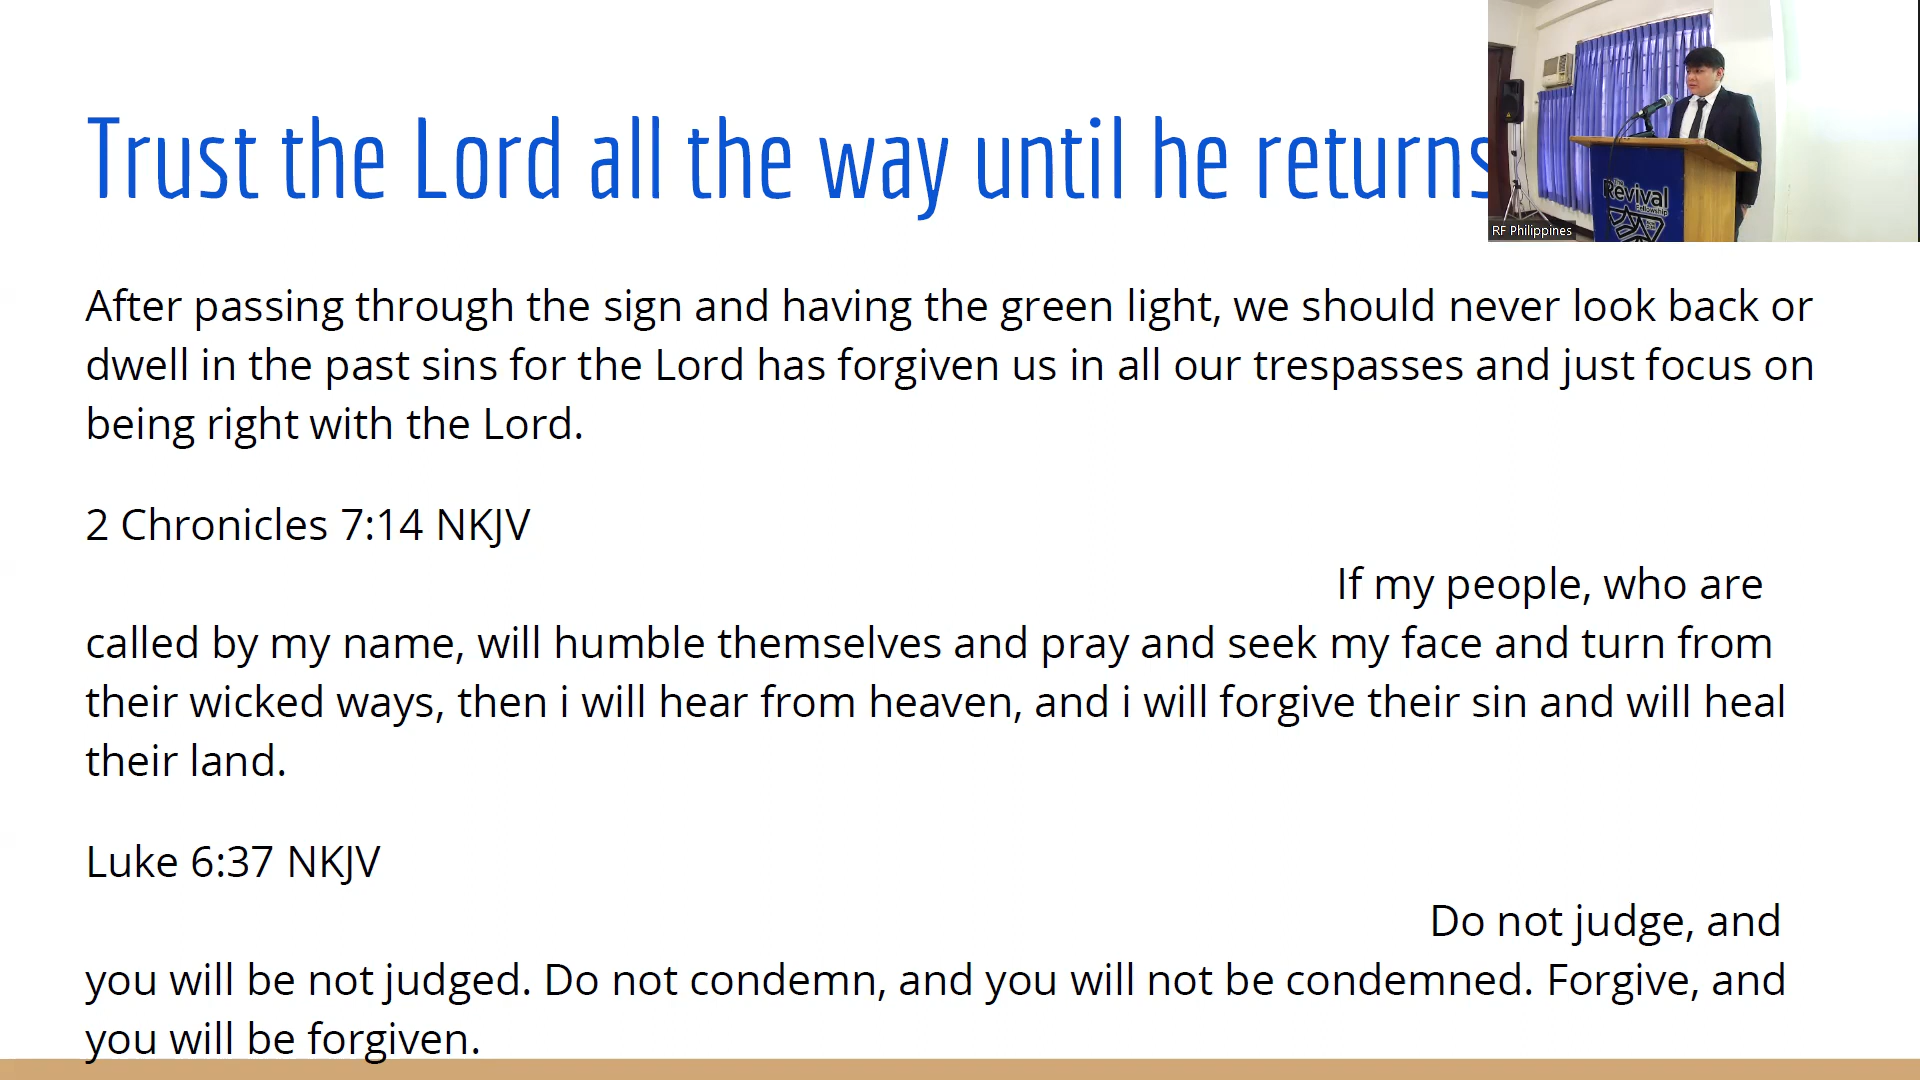 Trust the Lord all the way until he returns
After passing through the sign and having the green light, we should never look back or
dwell in the past sins for the Lord has forgiven us in all our trespasses and just focus on
being right with the Lord.
2 Chronicles 7:14 NKJV
If my people, who are
called by my name, will humble themselves and pray and seek my face and turn from
their wicked ways, then i will hear from heaven, and i will forgive their sin and will heal
their land.
Luke 6:37 NKJV
Do not judge, and
you will be not judged. Do not condemn, and you will not be condemned. Forgive, and
you will be forgiven.
The
Revival
Fellowship
RF Philippines